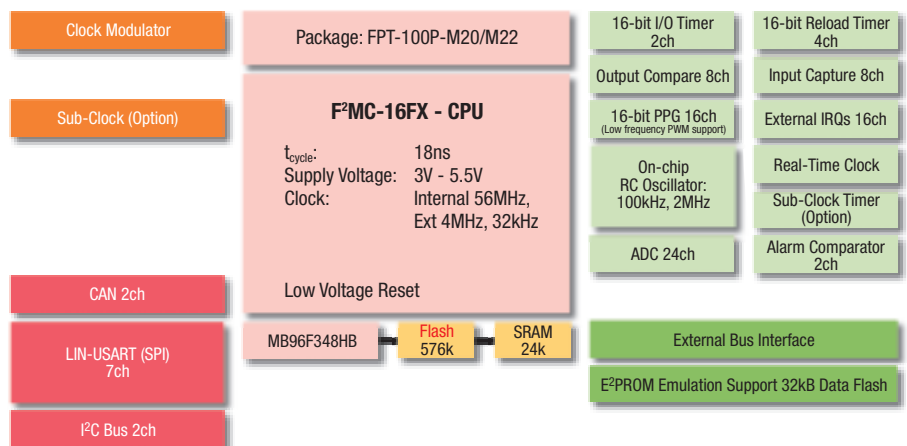 Clock Modulator
Sub-Clock (Option)
CAN 2ch
LIN-USART (SPI)
7ch
I²C Bus 2ch
Package: FPT-100P-M20/M22
F²MC-16FX - CPU
tcycle: 18ns
Supply Voltage: 3V - 5.5V
Clock: Internal 56MHz,
Ext 4MHz, 32kHz
Low Voltage Reset
MB96F348HB
Flash
576k
SRAM
24k
16-bit I/O Timer
2ch
16-bit Reload Timer
4ch
Output Compare 8ch
Input Capture 8ch
16-bit PPG 16ch
(Low frequency PWM support)
External IRQs 16ch
On-chip
RC Oscillator:
100kHz, 2MHz
Real-Time Clock
Sub-Clock Timer
(Option)
ADC 24ch
Alarm Comparator
2ch
External Bus Interface
E²PROM Emulation Support 32kB Data Flash